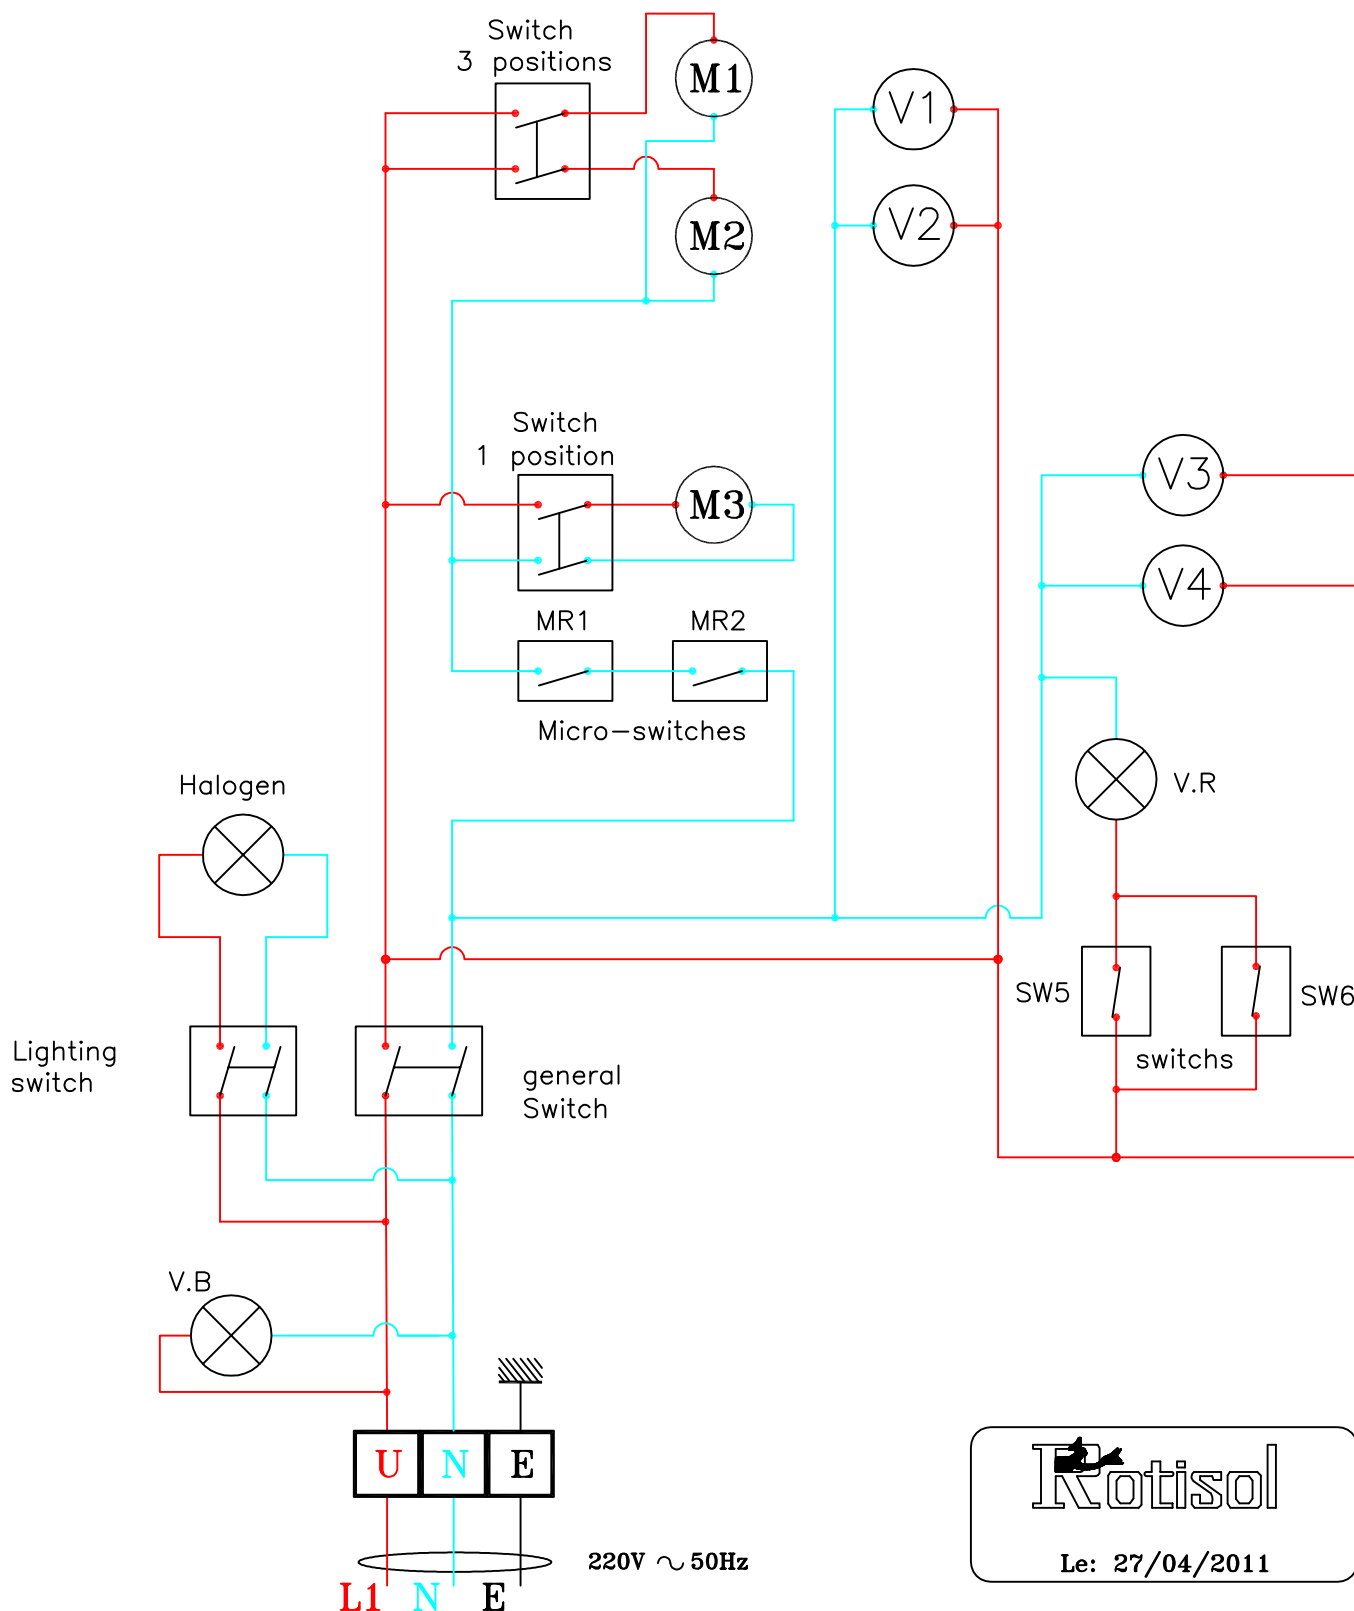 Switch
3 positions
M1
V1
V2
M2
Switch
1 position
M3
V3
V4
MR1
MR2
Micro-switches
Halogen
V.R
SW5
SW6
switchs
Lighting
switch
general
Switch
V.B
U
N
E
220V ~ 50Hz
L1
N
E
Rotisol
Le: 27/04/2011